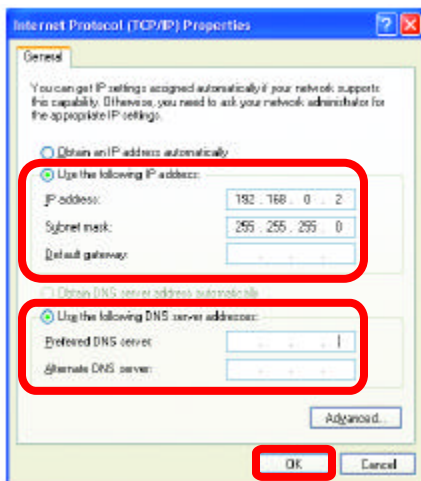 Internet Protocol (TCP/IP) Properties
General
You can get IP settings assigned automatically if your network supports
this capability. Otherwise, you need to ask your network administrator for
the appropriate IP settings.
Obtain an IP address automatically
Use the following IP address:
IP address: 192 . 168 . 0 . 2
Subnet mask: 255 . 255 . 255 . 0
Default gateway: . . .
Obtain DNS server address automatically
Use the following DNS server addresses:
Preferred DNS server: . . .
Alternate DNS server: . . .
Advanced...
OK Cancel